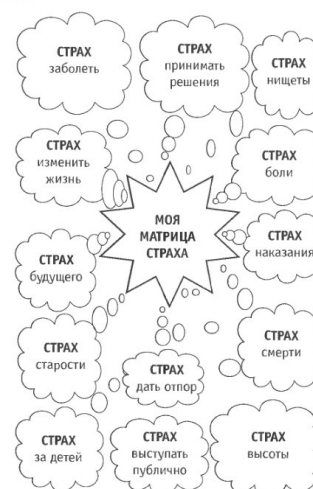 СТРАХ
заболеть
СТРАХ
принимать
решения
СТРАХ
нищеты
СТРАХ
изменить
жизнь
СТРАХ
боли
МОЯ
МАТРИЦА
СТРАХА
СТРАХ
наказания
СТРАХ
будущего
СТРАХ
смерти
СТРАХ
старости
СТРАХ
дать отпор
СТРАХ
за детей
СТРАХ
выступать
публично
СТРАХ
высоты